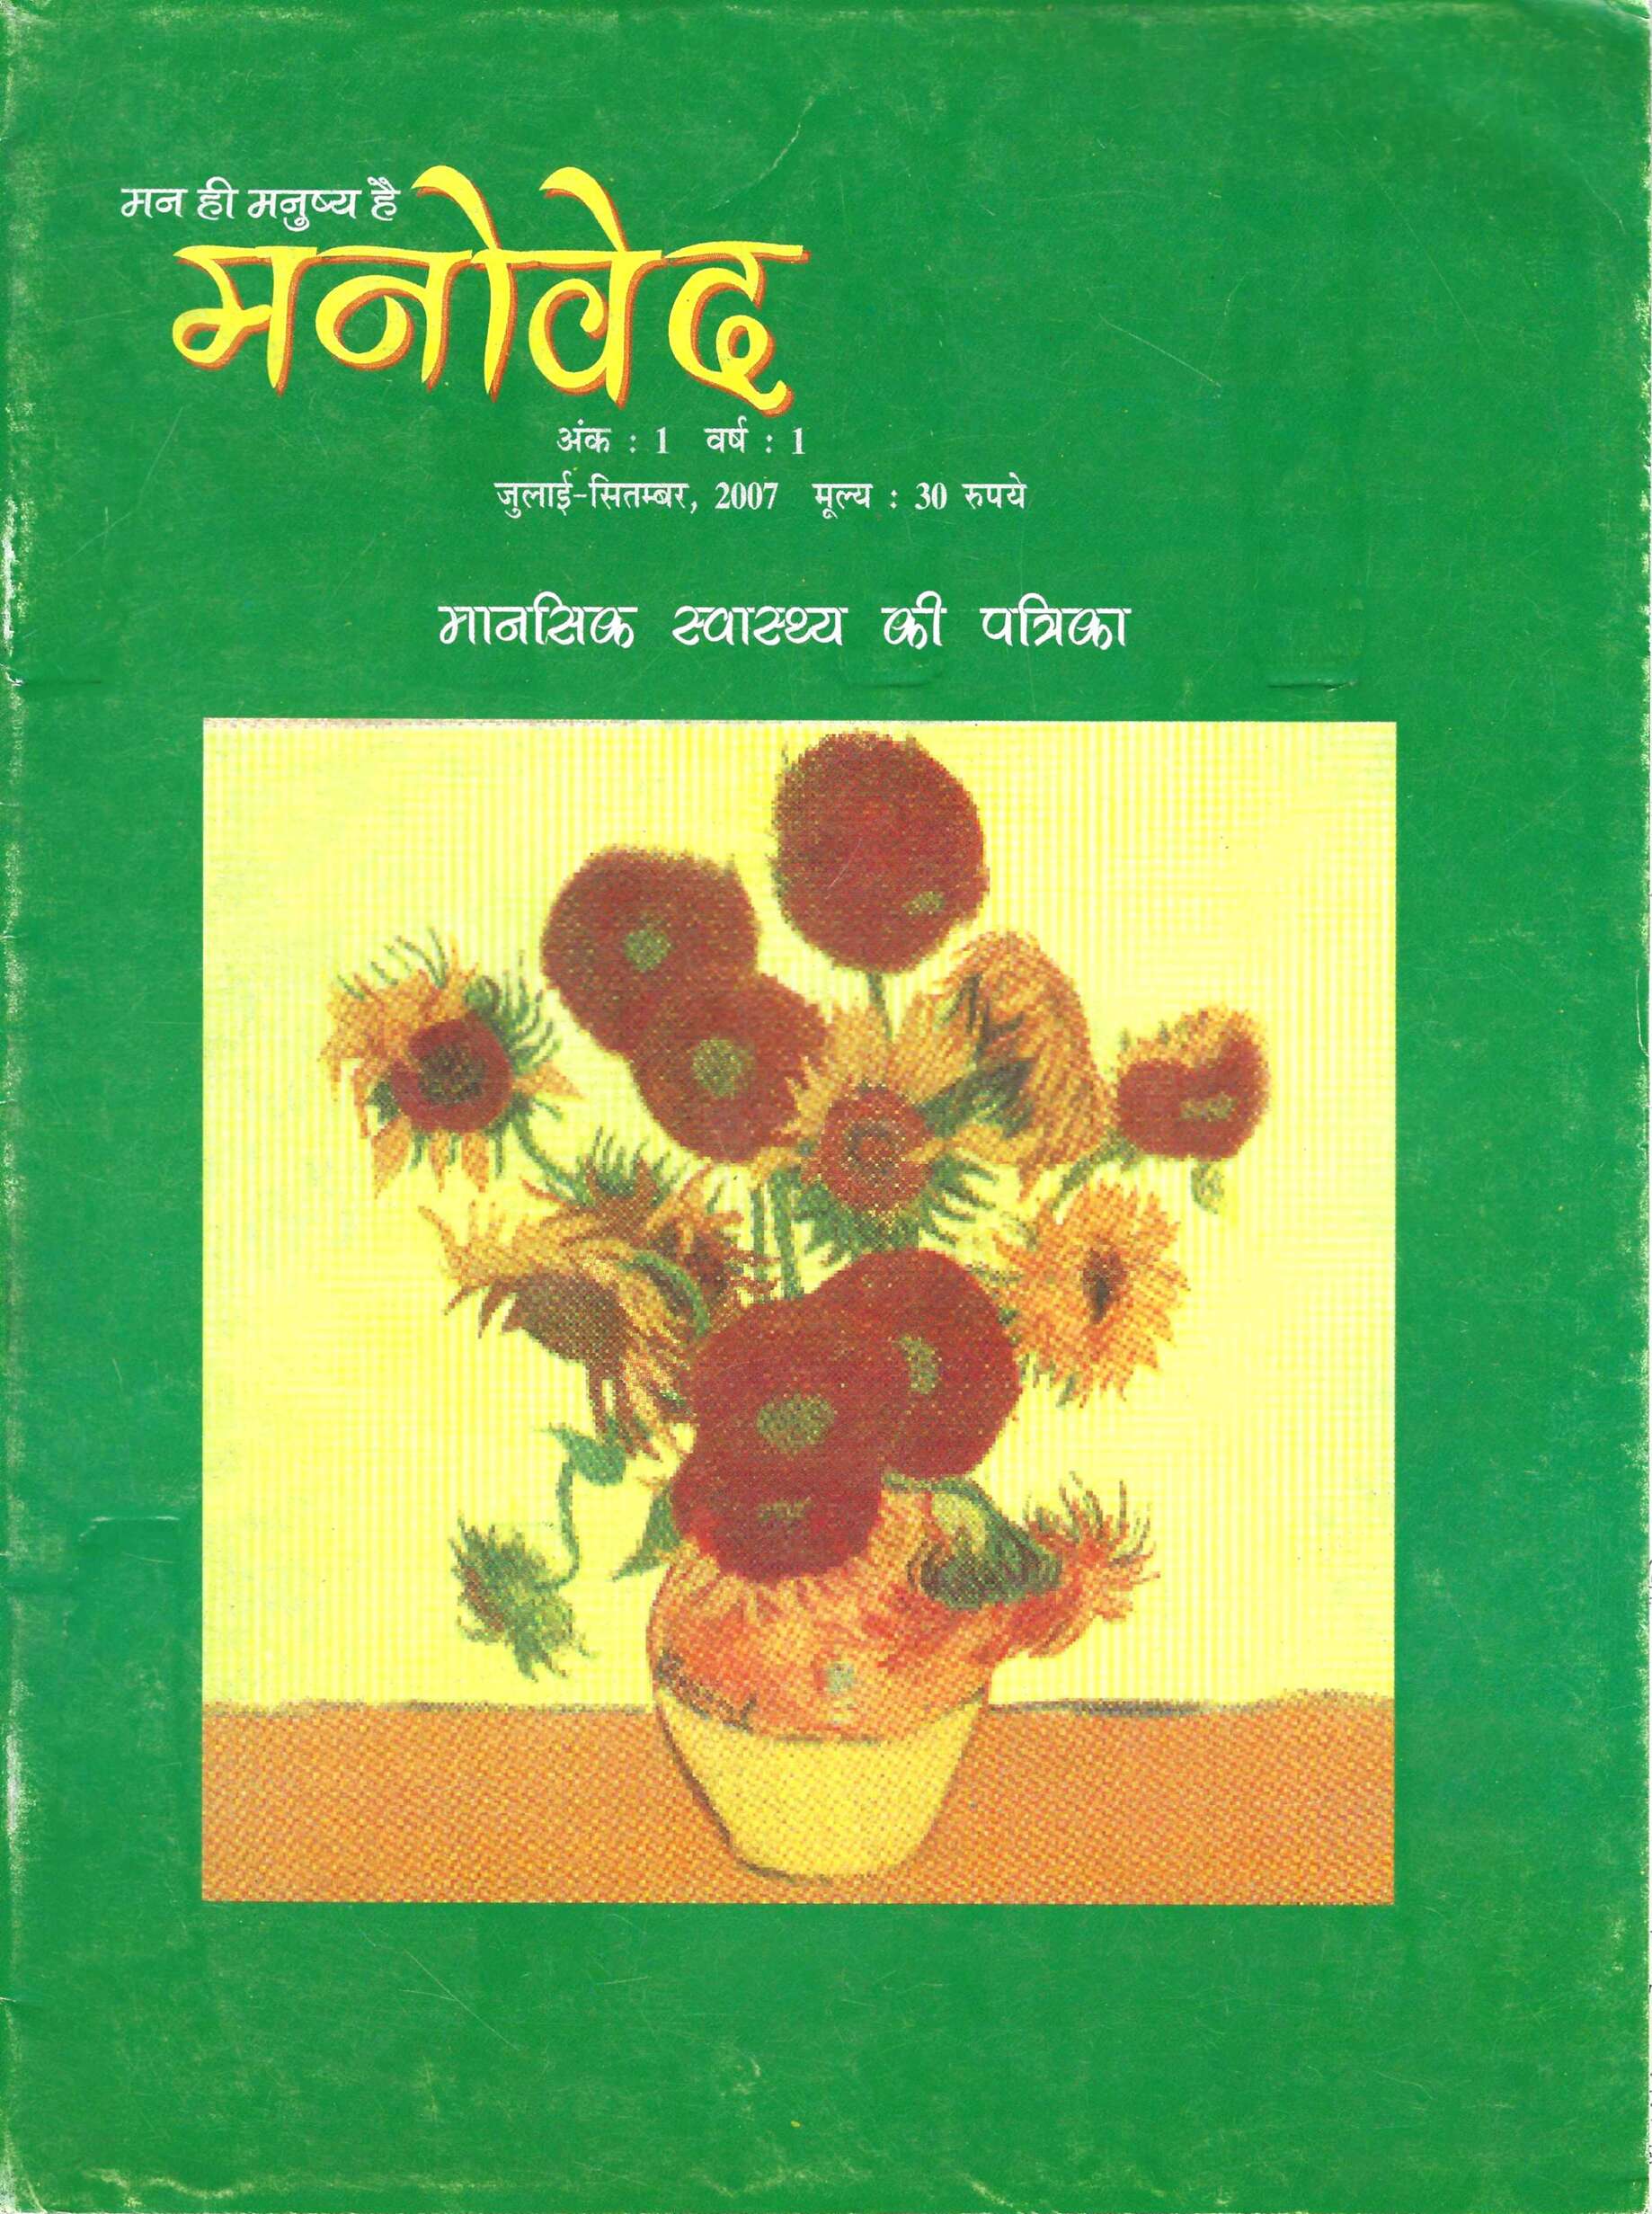 मन ही मनुष्य है
मनोवेद
अंक : 1 वर्ष : 1
जुलाई-सितम्बर, 2007 मूल्य : 30 रुपये
मानसिक स्वास्थ्य की पत्रिका